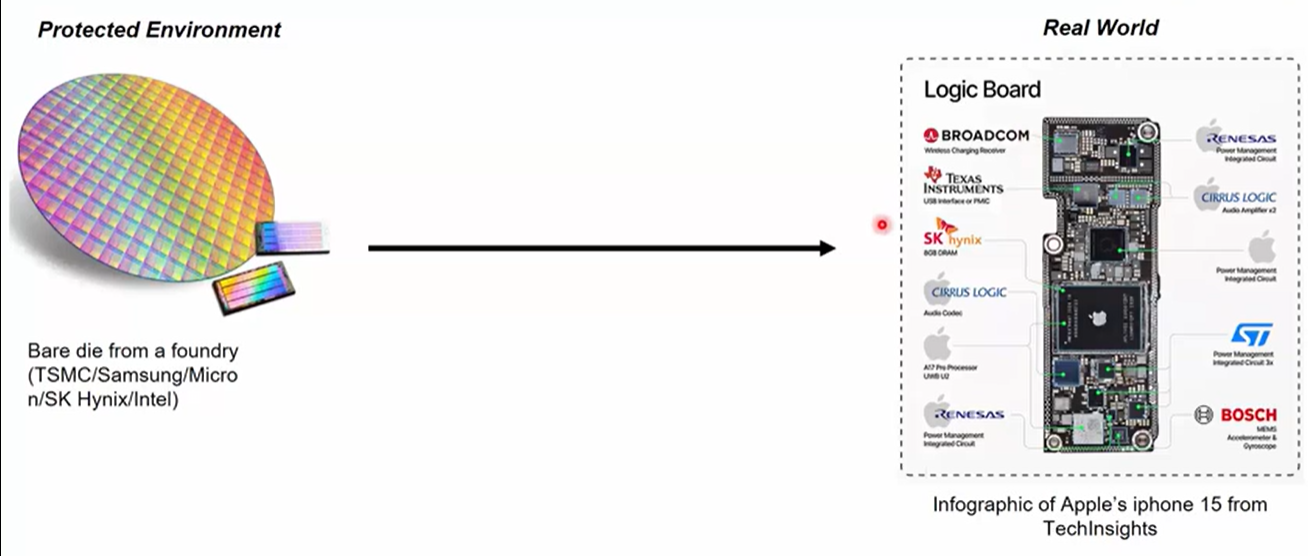 Protected Environment
Real World
Bare die from a foundry
(TSMC/Samsung/Micro
n/SK Hynix/Intel)
Logic Board
BROADCOM
Wireless Charging Receiver
TEXAS
INSTRUMENTS
USB Interface or PMIC
SK hynix
8GB DRAM
CIRRUS LOGIC
Audio Codec
A17 Pro Processor
UWB U2
RENESAS
Power Management
Integrated Circuit
RENESAS
Power Management
Integrated Circuit
CIRRUS LOGIC
Audio Amplifier x2
Power Management
Integrated Circuit
ST
Power Management
Integrated Circuit 3x
BOSCH
MEMS
Accelerometer &
Gyroscope
Infographic of Apple's iphone 15 from
TechInsights